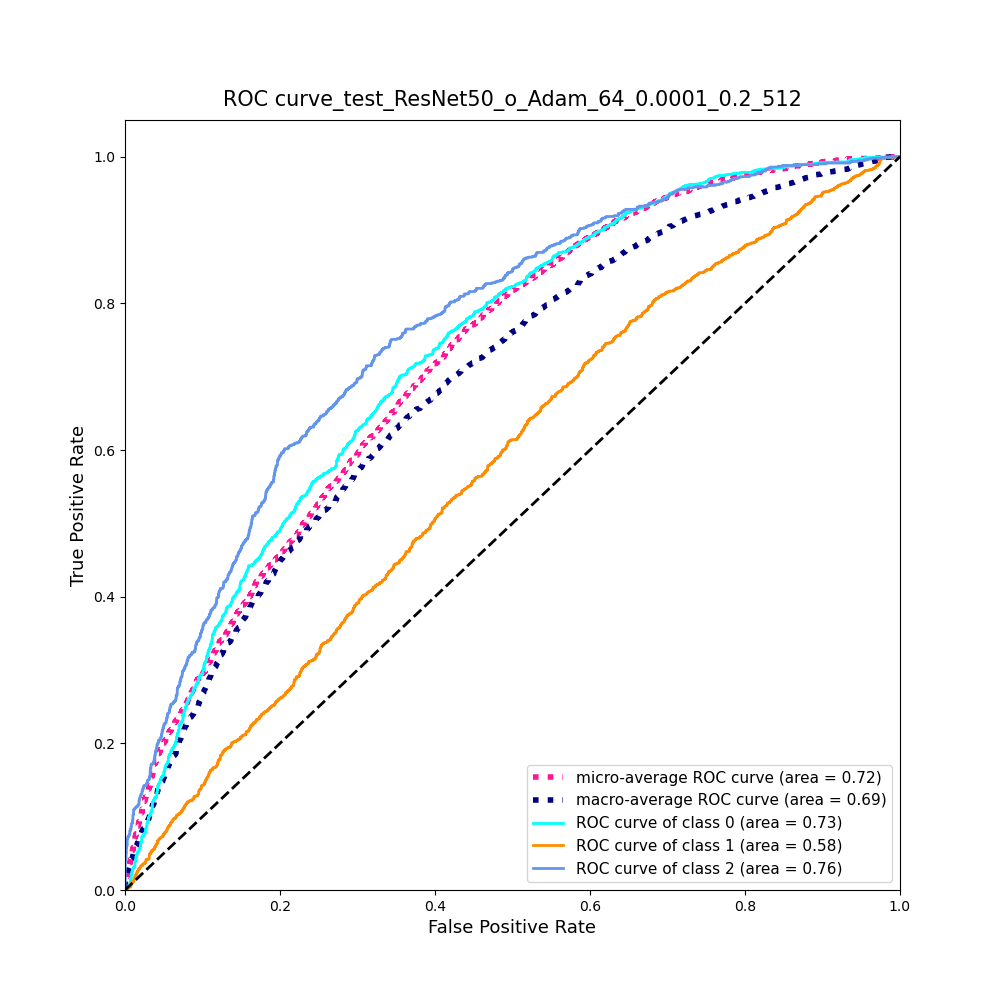 ROC curve_test_ResNet50_o_Adam_64_0.0001_0.2_512
True Positive Rate
1.0
0.8
0.6
0.4
0.2
0.0
micro-average ROC curve (area = 0.72)
macro-average ROC curve (area = 0.69)
ROC curve of class 0 (area = 0.73)
ROC curve of class 1 (area = 0.58)
ROC curve of class 2 (area = 0.76)
0.0 0.2 0.4 0.6 0.8 1.0
False Positive Rate